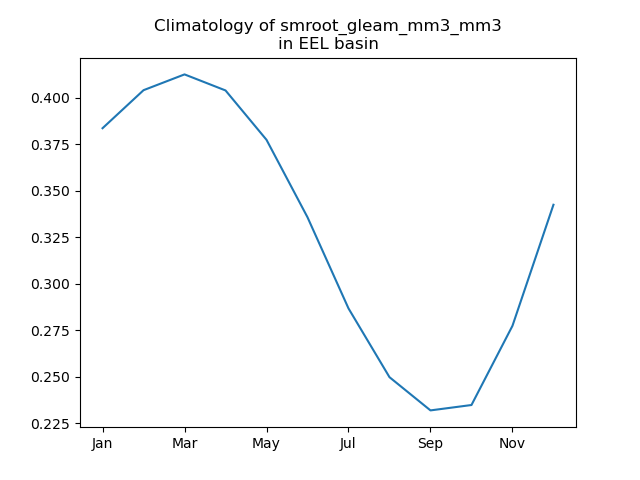 Climatology of smroot_gleam_mm3_mm3
in EEL basin
0.400
0.375
0.350
0.325
0.300
0.275
0.250
0.225
Jan
Mar
May
Jul
Sep
Nov